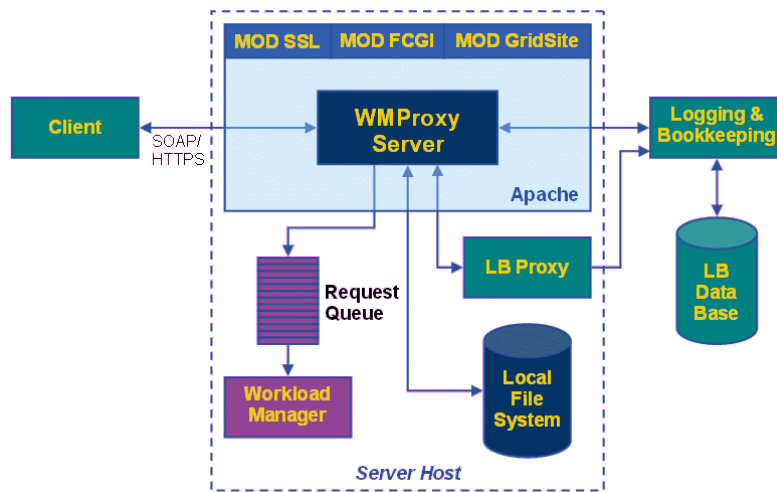 MOD SSL MOD FCGI MOD GridSite
Client
SOAP/
HTTPS
WMProxy
Server
Apache
Logging &
Bookkeeping
LB Proxy
LB
Data
Base
Request
Queue
Workload
Manager
Local
File
System
Server Host